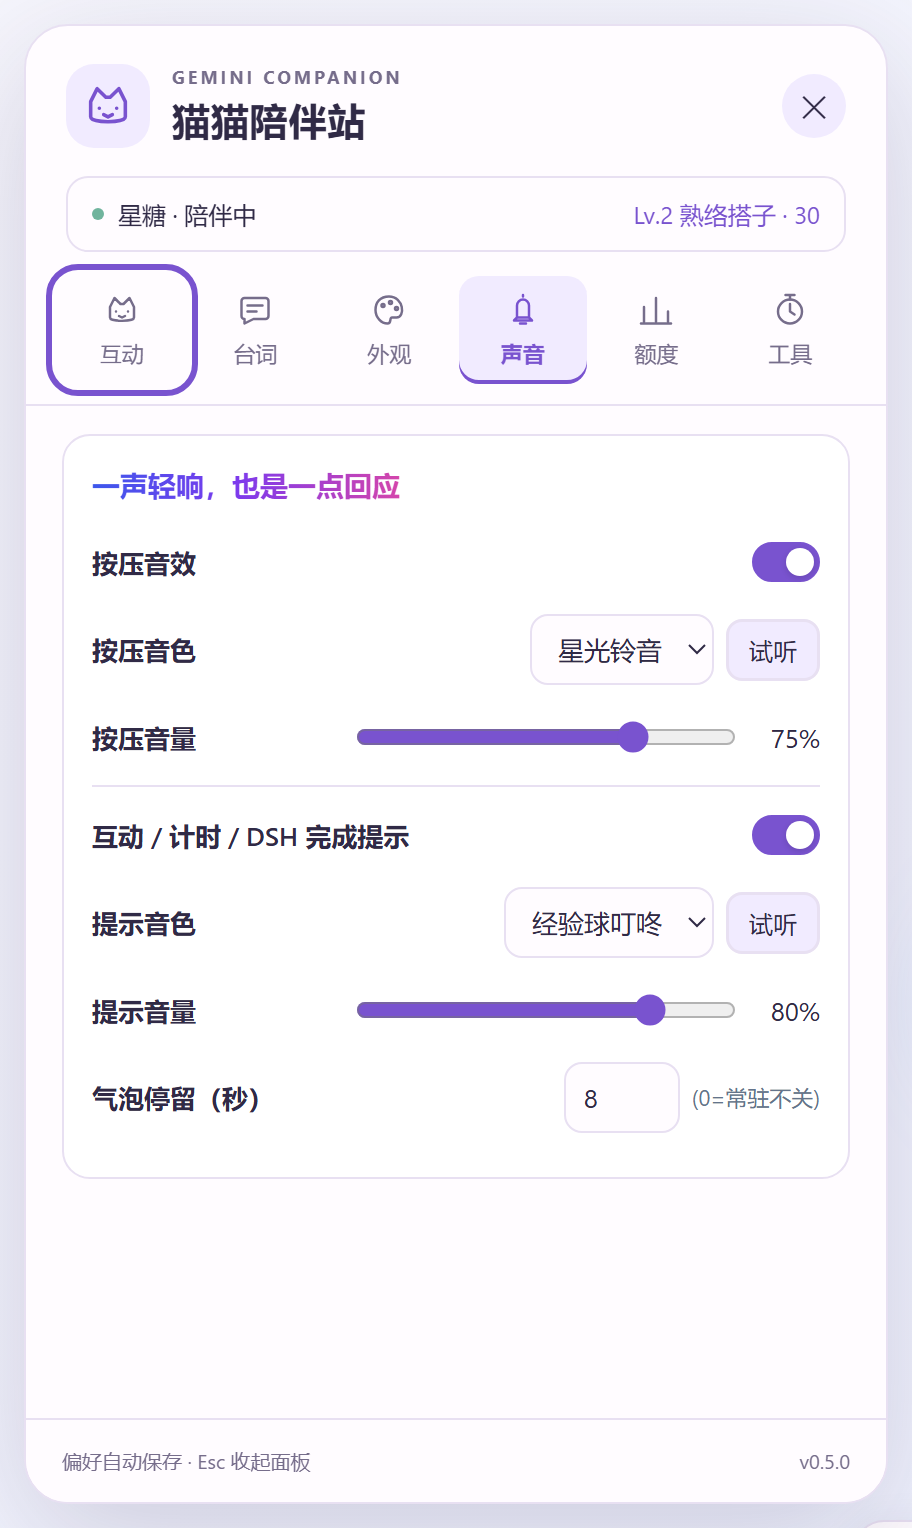 GEMINI COMPANION
猫猫陪伴站
星糖 · 陪伴中
Lv.2 熟络搭子 · 30
互动
台词
外观
声音
额度
工具
一声轻响，也是一点回应
按压音效
按压音色
星光铃音
试听
按压音量
75%
互动 / 计时 / DSH 完成提示
提示音色
经验球叮咚
试听
提示音量
80%
气泡停留（秒）
8
(0=常驻不关)
偏好自动保存 · Esc 收起面板
v0.5.0